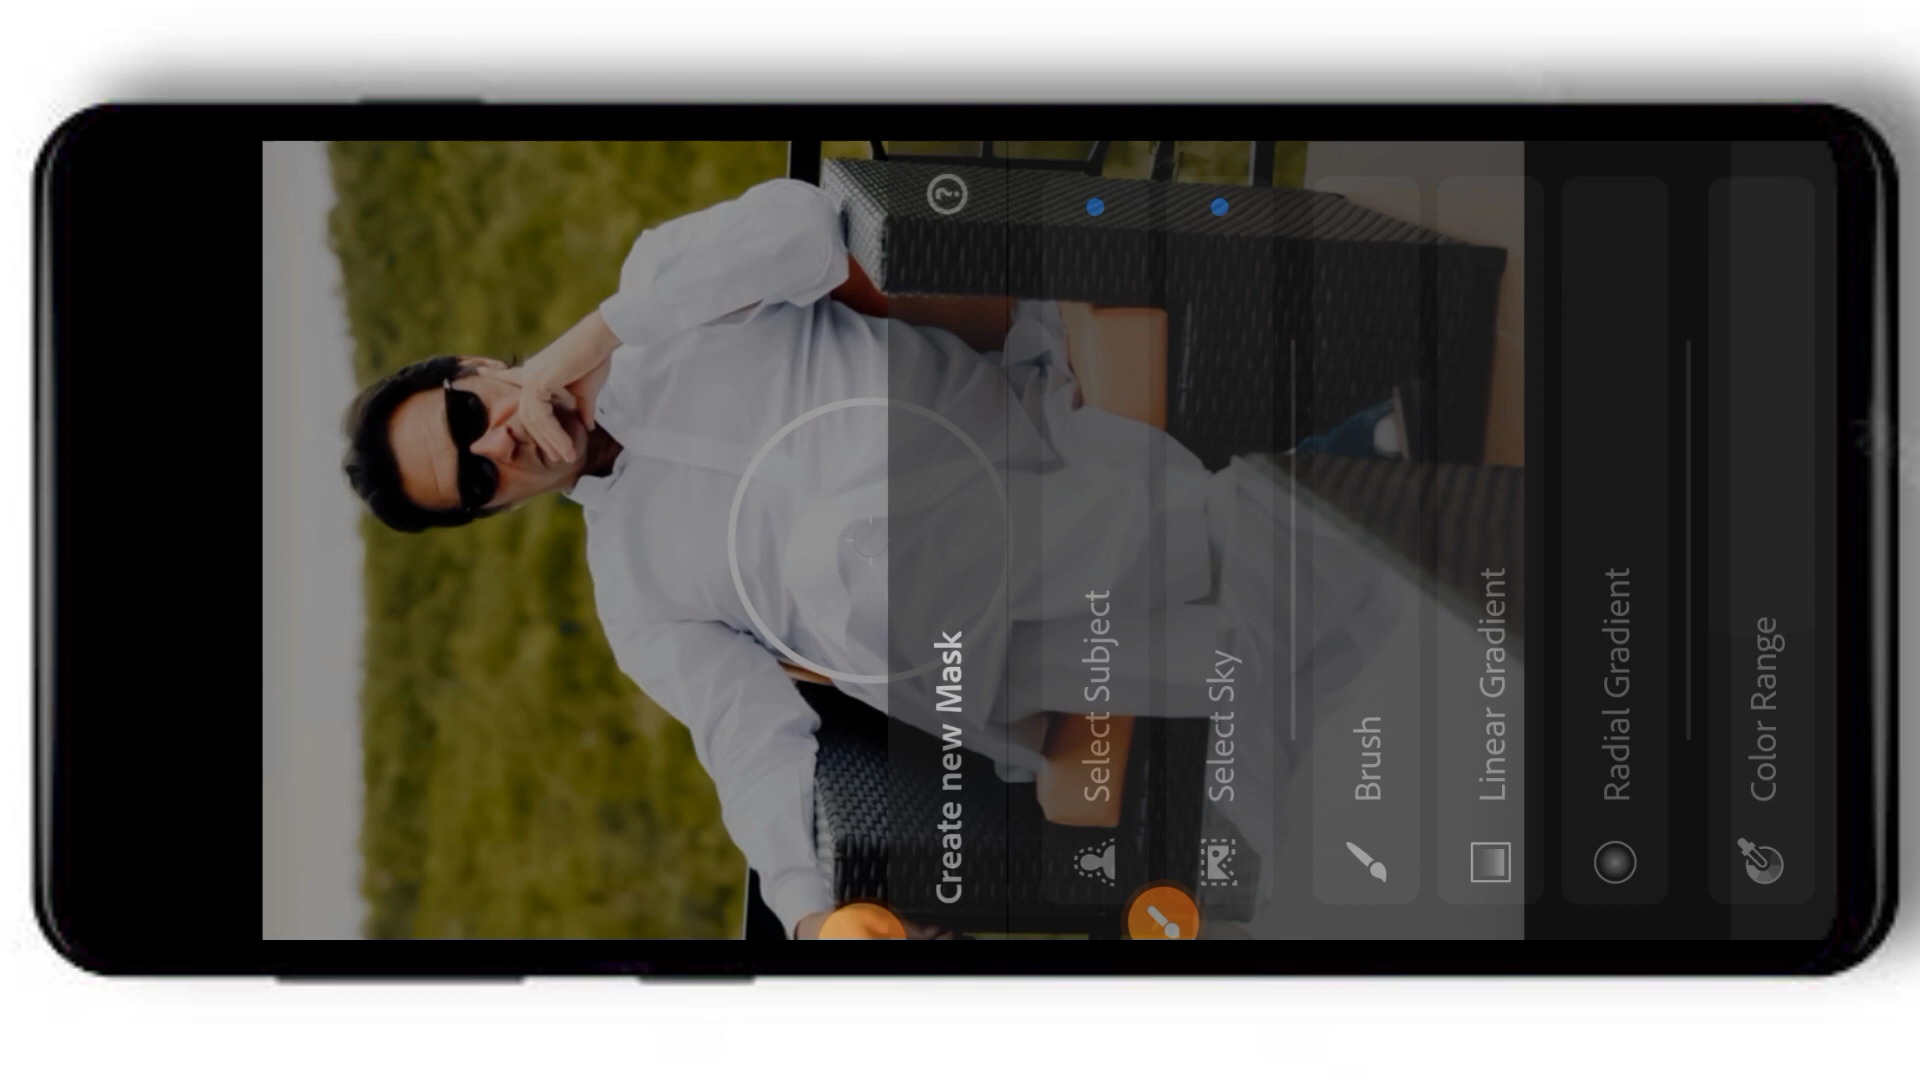 Create new Mask
Select Subject
Select Sky
Brush
Linear Gradient
Radial Gradient
Color Range